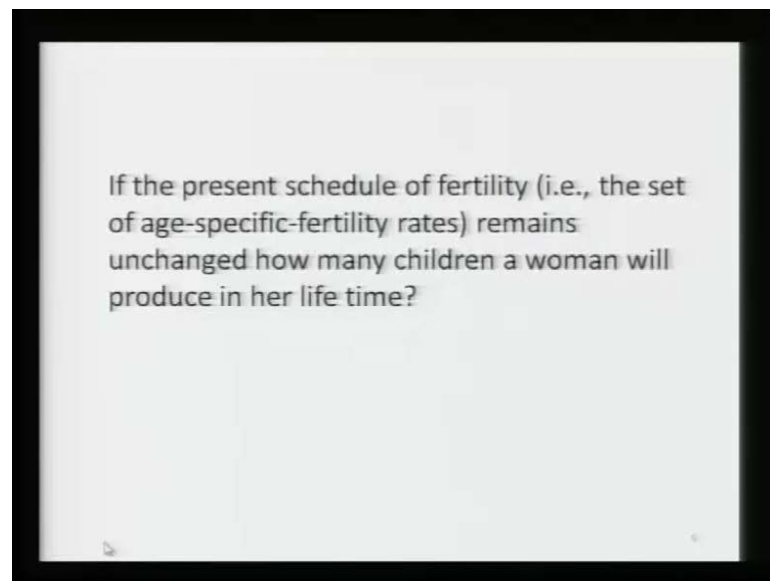 If the present schedule of fertility (i.e., the set
of age-specific-fertility rates) remains
unchanged how many children a woman will
produce in her life time?